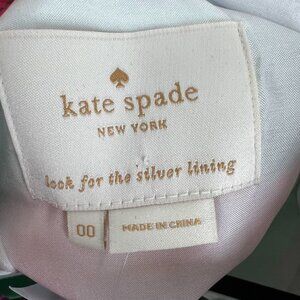 kate spade
NEW YORK
look for the silver lining
00
MADE IN CHINA